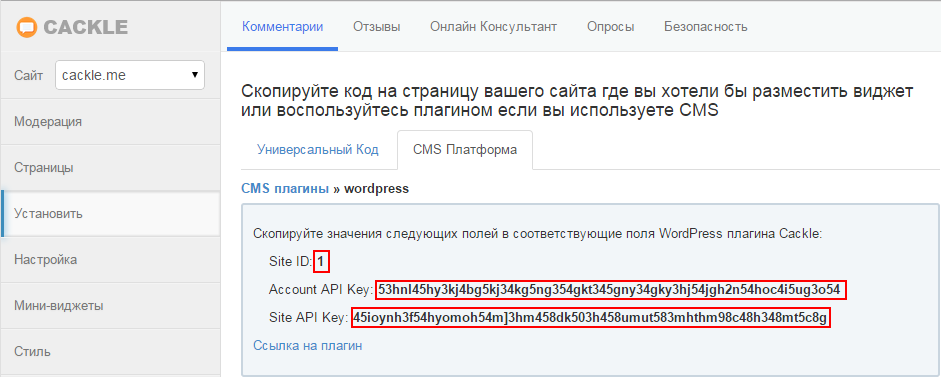 CACKLE
Комментарии Отзывы Онлайн Консультант Опросы Безопасность
Сайт cackle.me
Модерация
Страницы
Установить
Настройка
Мини-виджеты
Стиль
Скопируйте код на страницу вашего сайта где вы хотели бы разместить виджет
или воспользуйтесь плагином если вы используете CMS
Универсальный Код CMS Платформа
CMS плагины » wordpress
Скопируйте значения следующих полей в соответствующие поля WordPress плагина Cackle:
Site ID: 1
Account API Key: 53hnl45hy3kj4bg5kj34kg5ng354gkt345gny34gky3hj54jgh2n54hoc4i5ug3o54
Site API Key: 45ioynh3f54hyomoh54m]3hm458dk503h458umut583mhthm98c48h348mt5c8g
Ссылка на плагин